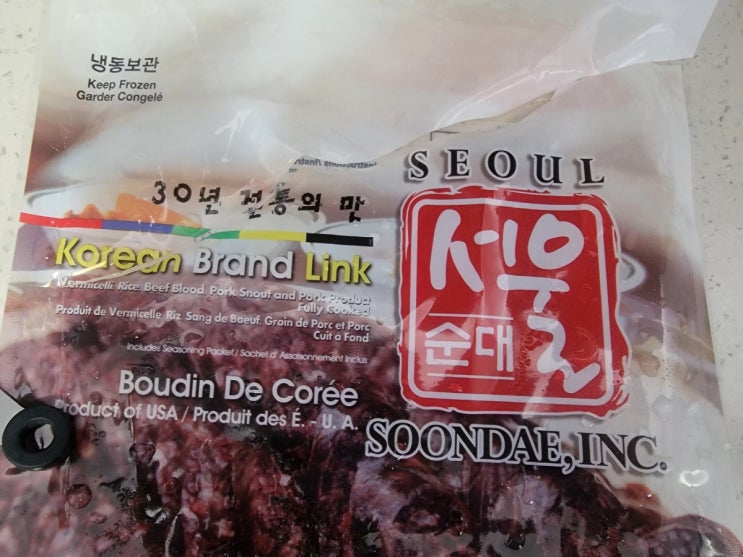 냉동보관
Keep Frozen
Garder Congelé
30년 전통의 맛
Korean Brand Link
Vermicelli, Rice, Beef Blood, Pork Snout and Pork Product
Fully Cooked
Produit de Vermicelle, Riz, Sang de Boeuf, Groin de Porc et Porc
Cuit à Fond
Includes Seasoning Packet / Sachet d'Assaisonnement Inclus
Boudin De Corée
Product of USA / Produit des É. - U. A.
SEOUL
서울
순대
SOONDAE, INC.